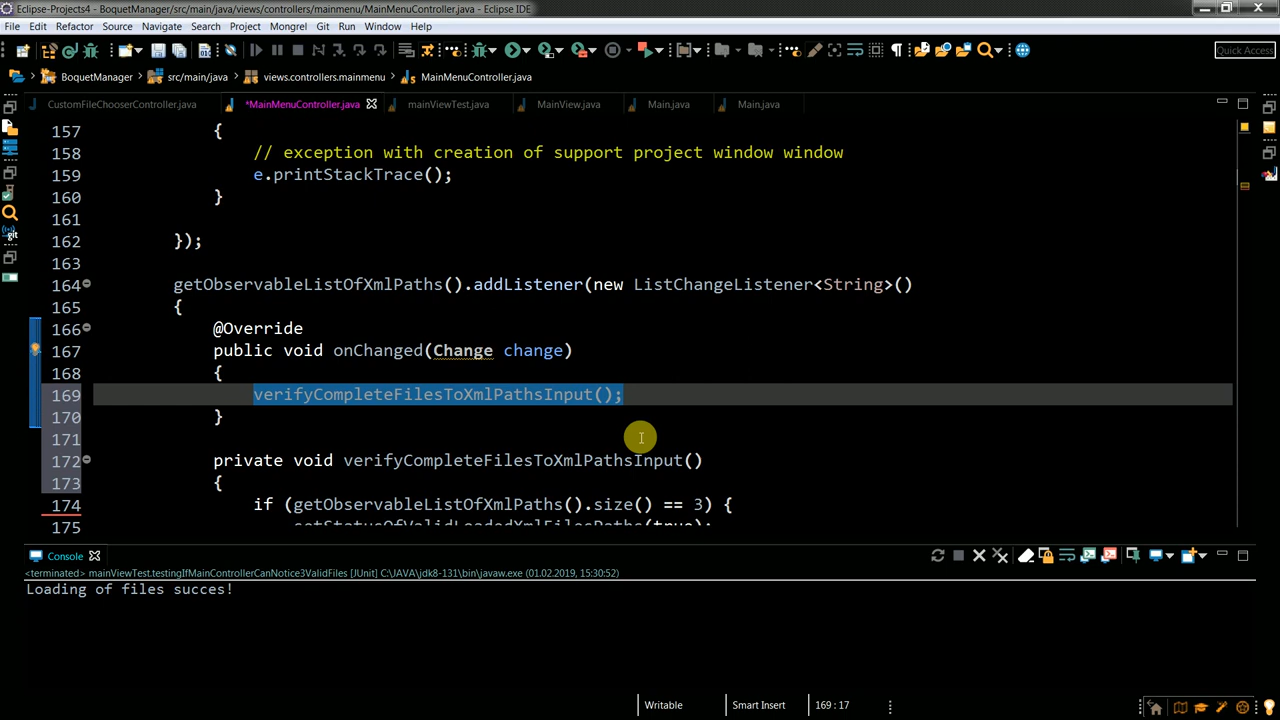 Eclipse-Projects4 - BoquetManager/src/main/java/views/controllers/mainmenu/MainMenuController.java - Eclipse IDE
File Edit Refactor Source Navigate Search Project Mongrel Git Run Window Help
Quick Access
BoquetManager src/main/java views.controllers.mainmenu MainMenuController.java
CustomFileChooserController.java *MainMenuController.java mainViewTest.java MainView.java Main.java Main.java
157 {
158 // exception with creation of support project window window
159 e.printStackTrace();
160 }
161
162 });
163
164 getObservableListOfXmlPaths().addListener(new ListChangeListener<String>()
165 {
166 @Override
167 public void onChanged(Change change)
168 {
169 verifyCompleteFilesToXmlPathsInput();
170 }
171
172 private void verifyCompleteFilesToXmlPathsInput()
173 {
174 if (getObservableListOfXmlPaths().size() == 3) {
175 setStatusOfValidLoadedXmlFilesPaths(true);
git
Console
<terminated> mainViewTest.testingIfMainControllerCanNotice3ValidFiles [JUnit] C:\JAVA\jdk8-131\bin\javaw.exe (01.02.2019, 15:30:52)
Loading of files succes!
Writable Smart Insert 169 : 17